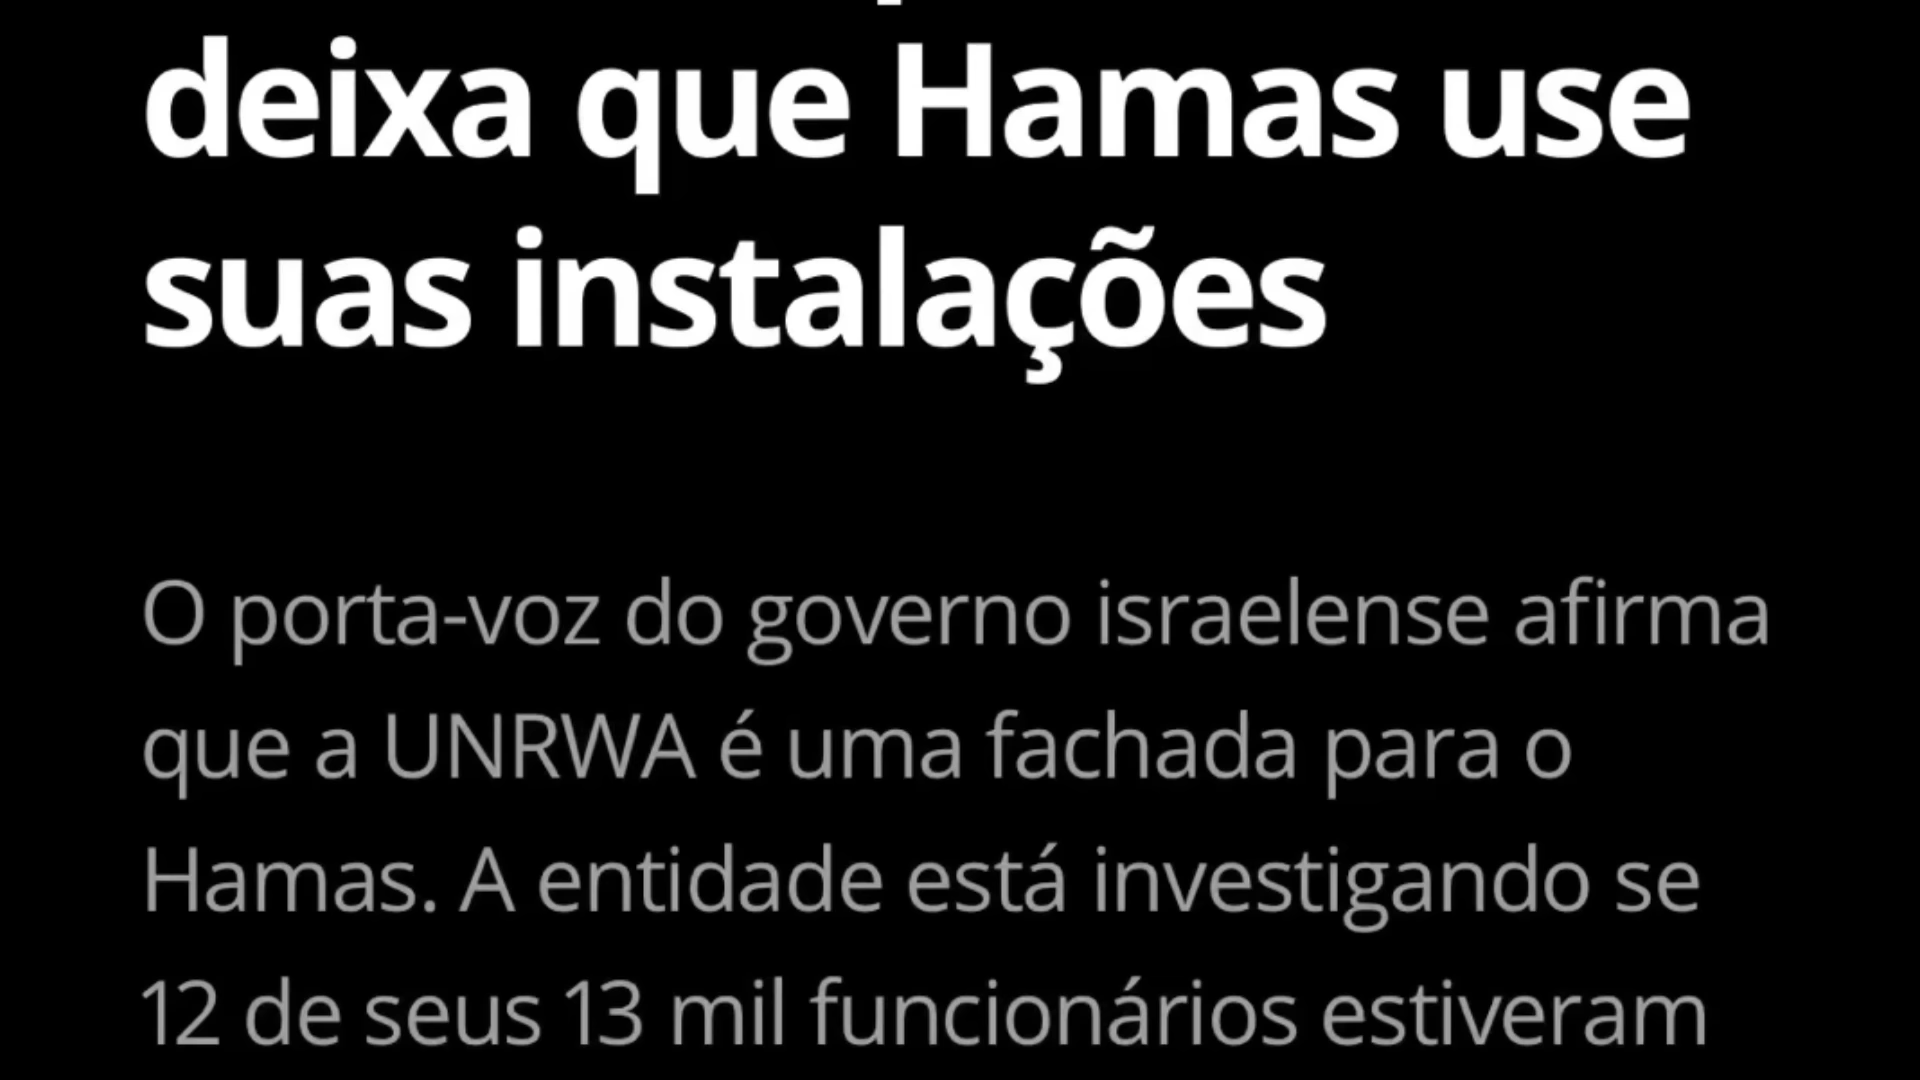 deixa que Hamas use
suas instalações
O porta-voz do governo israelense afirma
que a UNRWA é uma fachada para o
Hamas. A entidade está investigando se
12 de seus 13 mil funcionários estiveram